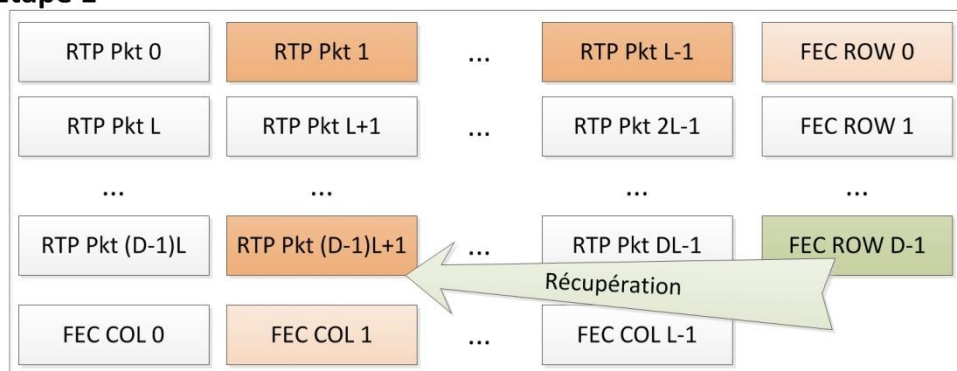 RTP Pkt 0 RTP Pkt 1 ... RTP Pkt L-1 FEC ROW 0
RTP Pkt L RTP Pkt L+1 ... RTP Pkt 2L-1 FEC ROW 1
... ... ... ...
RTP Pkt (D-1)L RTP Pkt (D-1)L+1 ... RTP Pkt DL-1 FEC ROW D-1
Récupération
FEC COL 0 FEC COL 1 ... FEC COL L-1